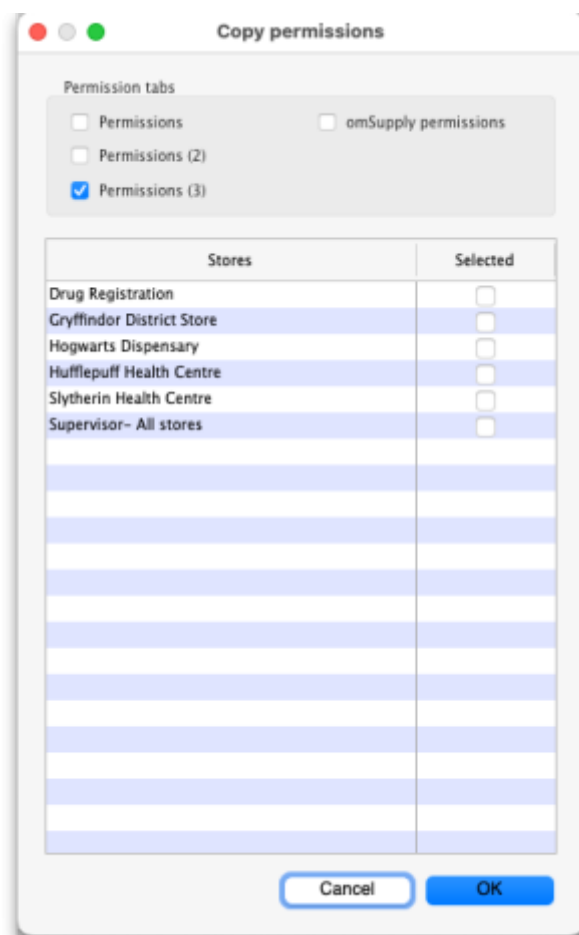 Copy permissions
Permission tabs
Permissions
omSupply permissions
Permissions (2)
Permissions (3)
Stores Selected
Drug Registration
Gryffindor District Store
Hogwarts Dispensary
Hufflepuff Health Centre
Slytherin Health Centre
Supervisor- All stores
Cancel OK